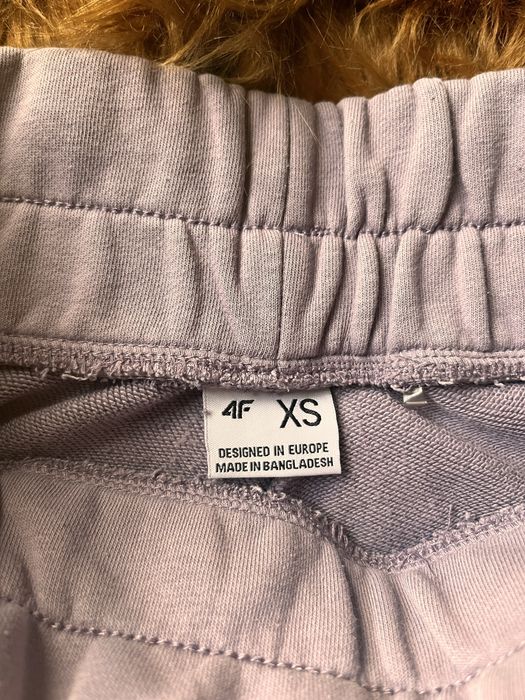 4F XS
DESIGNED IN EUROPE
MADE IN BANGLADESH